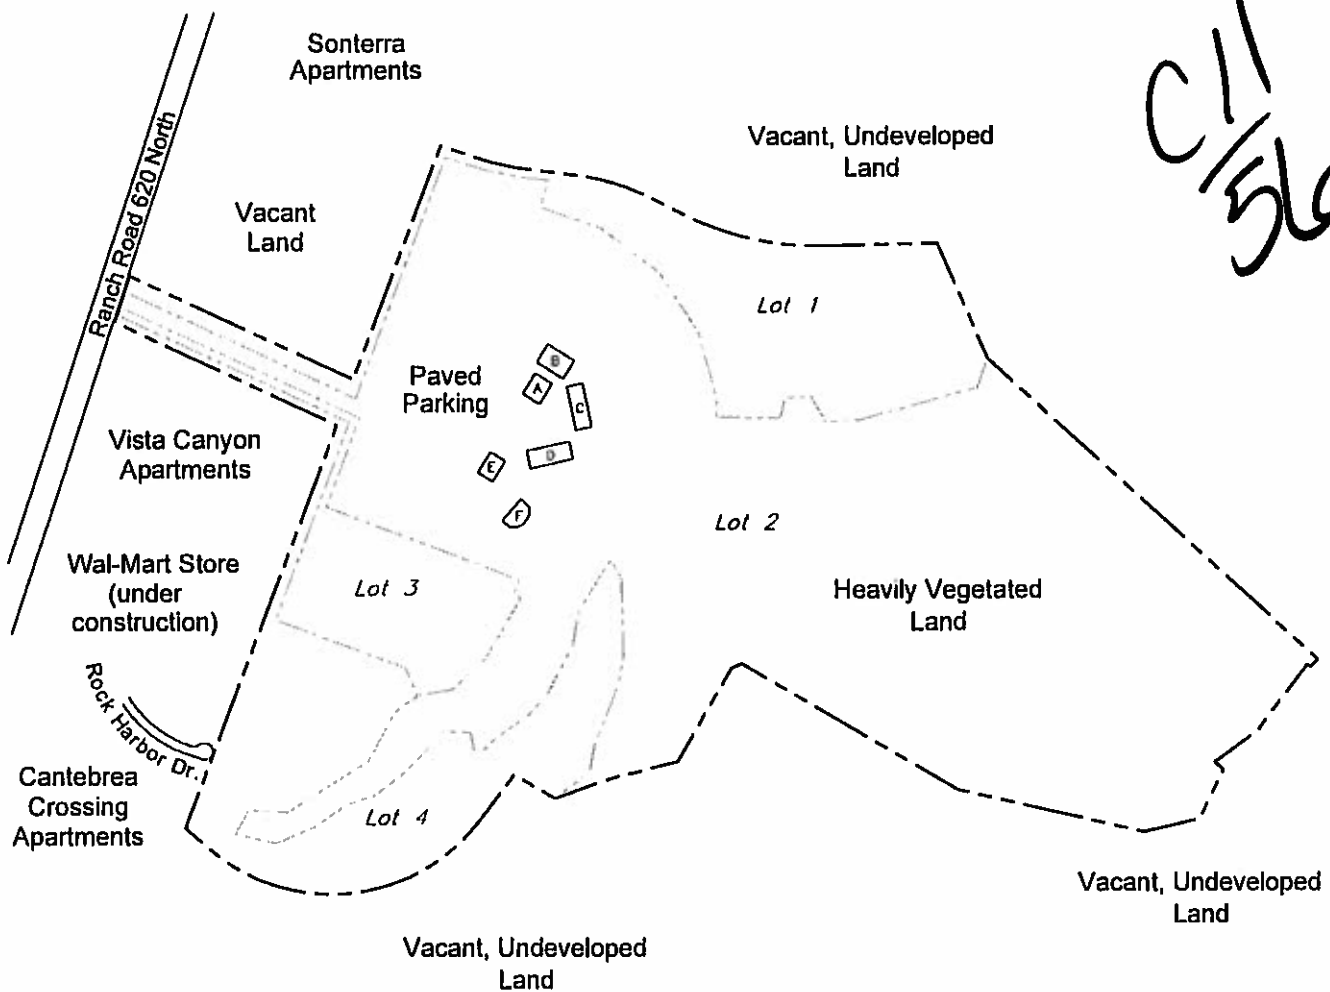 Sonterra
Apartments
C11
/56
Vacant, Undeveloped
Land
Ranch Road 620 North
Vacant
Land
Lot 1
B
A
C
Paved
Parking
D
E
F
Vista Canyon
Apartments
Lot 2
Wal-Mart Store
(under
construction)
Lot 3
Heavily Vegetated
Land
Rock Harbor Dr.
Cantebrea
Crossing
Apartments
Lot 4
Vacant, Undeveloped
Land
Vacant, Undeveloped
Land